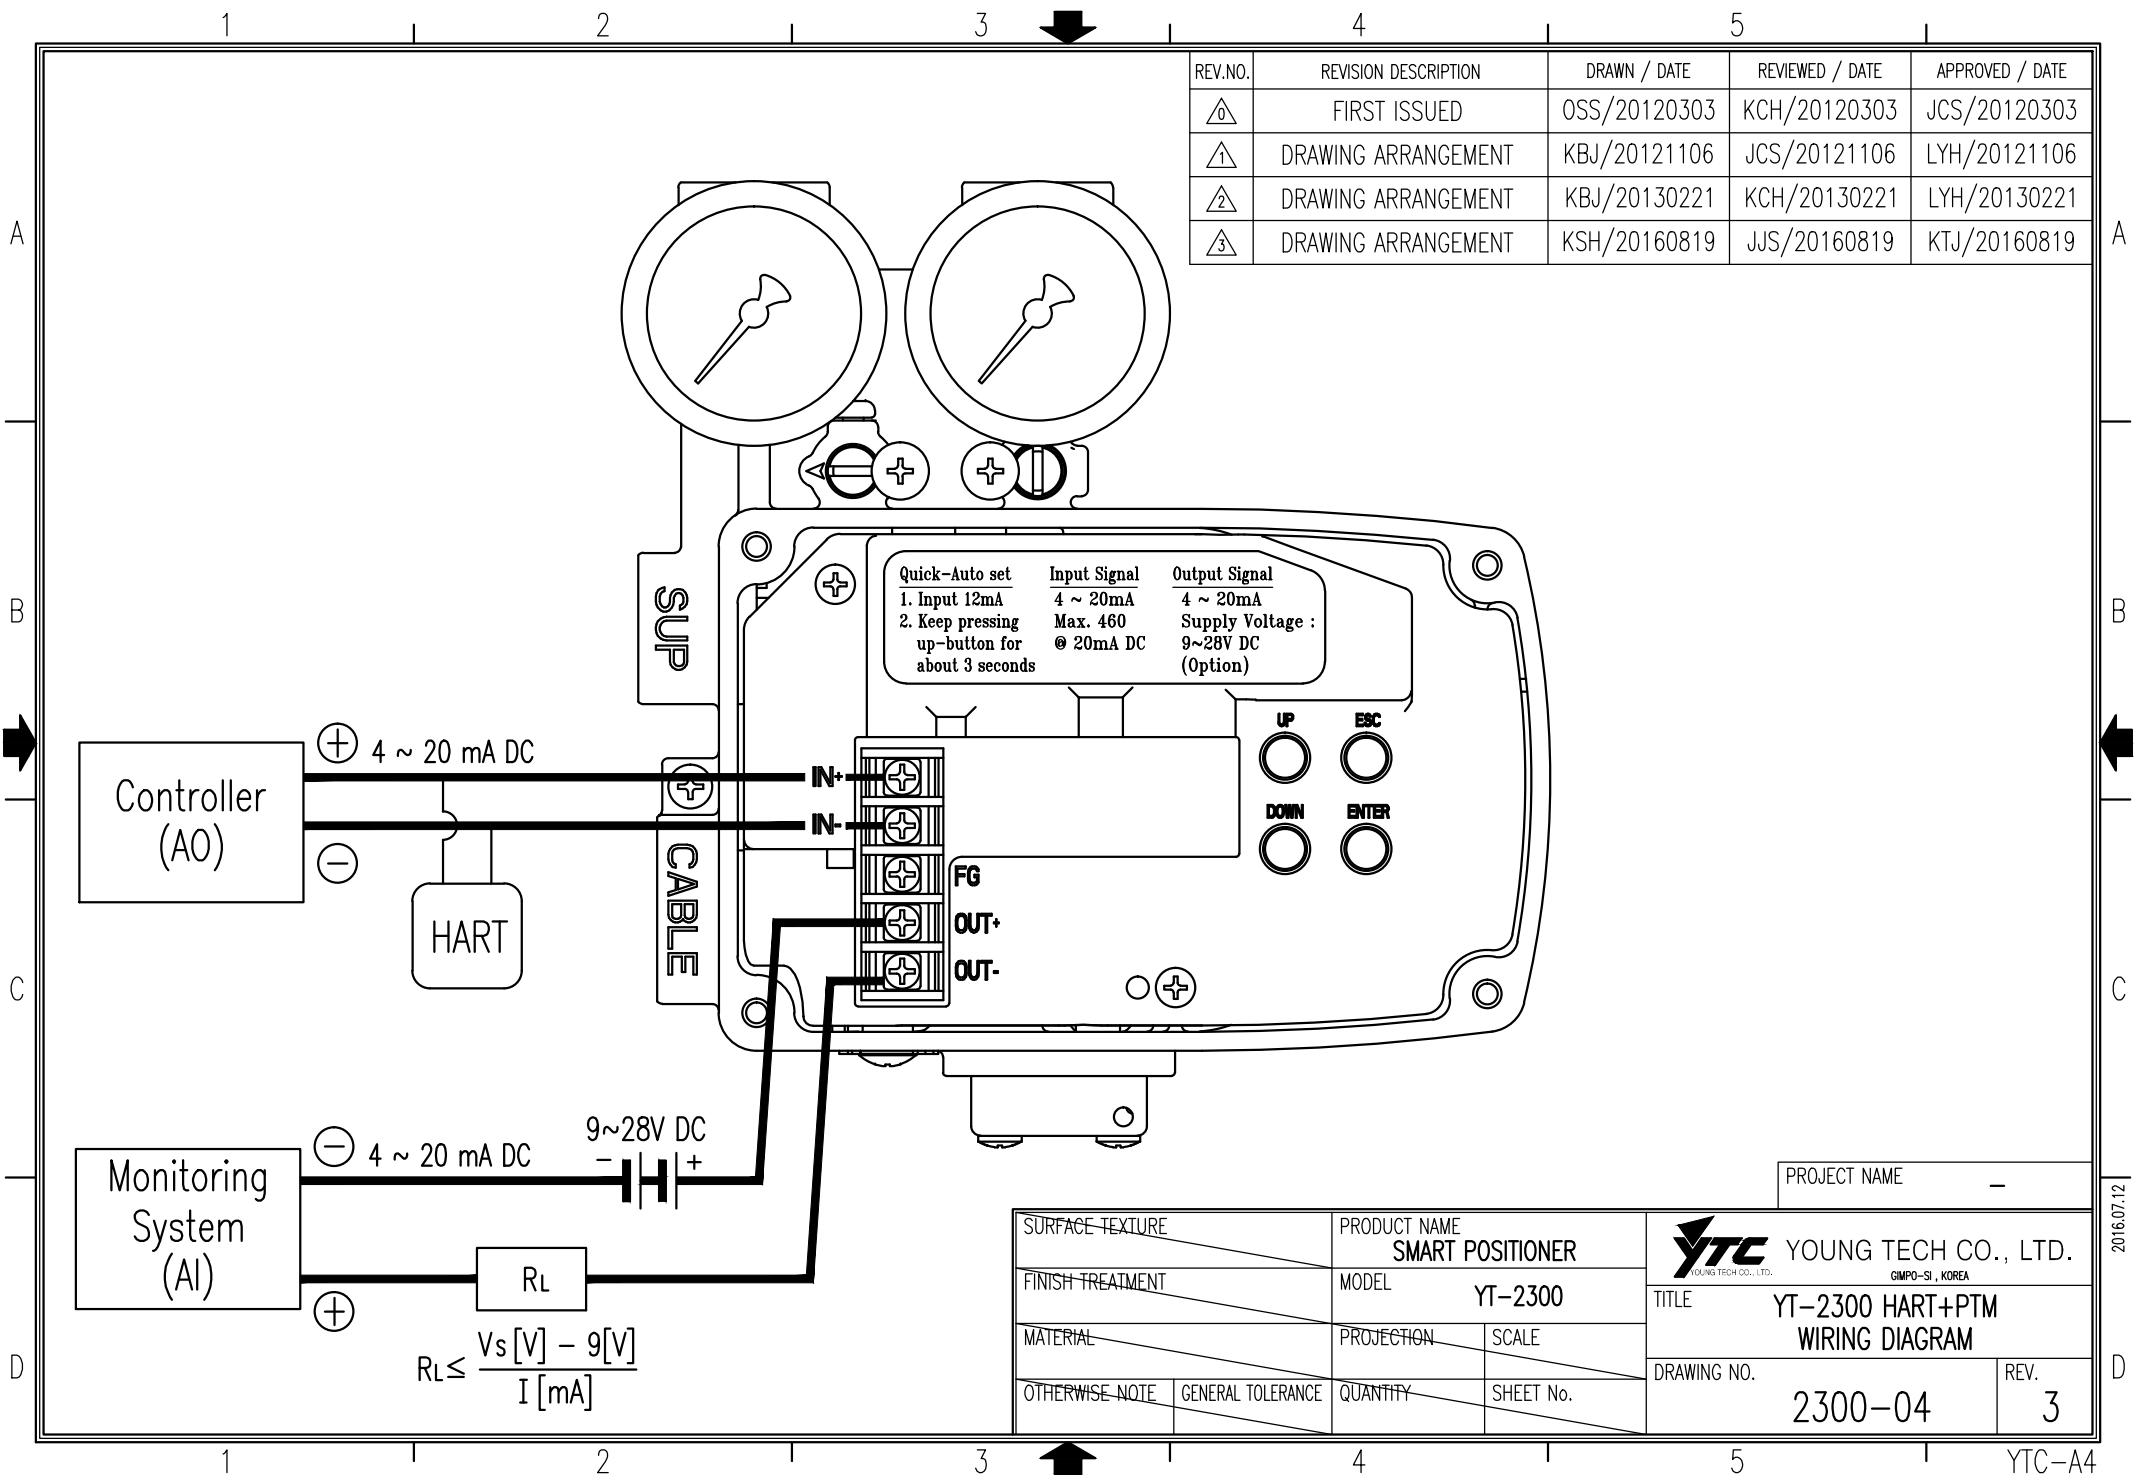 1 2 3 4 5
REV.NO. REVISION DESCRIPTION DRAWN / DATE REVIEWED / DATE APPROVED / DATE
0 FIRST ISSUED OSS/20120303 KCH/20120303 JCS/20120303
1 DRAWING ARRANGEMENT KBJ/20121106 JCS/20121106 LYH/20121106
2 DRAWING ARRANGEMENT KBJ/20130221 KCH/20130221 LYH/20130221
3 DRAWING ARRANGEMENT KSH/20160819 JJS/20160819 KTJ/20160819
A A
B B
C C
D D
SUP
Quick-Auto set
1. Input 12mA
2. Keep pressing
up-button for
about 3 seconds
Input Signal
4 ~ 20mA
Max. 460
@ 20mA DC
Output Signal
4 ~ 20mA
Supply Voltage :
9~28V DC
(Option)
UP ESC
DOWN ENTER
Controller
(AO)
+ 4 ~ 20 mA DC
−
HART
CABLE
IN+
IN-
FG
OUT+
OUT-
Monitoring
System
(AI)
− 4 ~ 20 mA DC
9~28V DC
- +
+
RL
RL≤ Vs[V] − 9[V]
I [mA]
PROJECT NAME −
SURFACE TEXTURE
FINISH TREATMENT
MATERIAL
OTHERWISE NOTE GENERAL TOLERANCE
PRODUCT NAME
SMART POSITIONER
MODEL
YT-2300
PROJECTION SCALE
QUANTITY SHEET No.
YTC
YOUNG TECH CO., LTD.
YOUNG TECH CO., LTD.
GIMPO-SI , KOREA
TITLE
YT-2300 HART+PTM
WIRING DIAGRAM
DRAWING NO.
2300-04
REV.
3
2016.07.12
1 2 3 4 5
YTC-A4